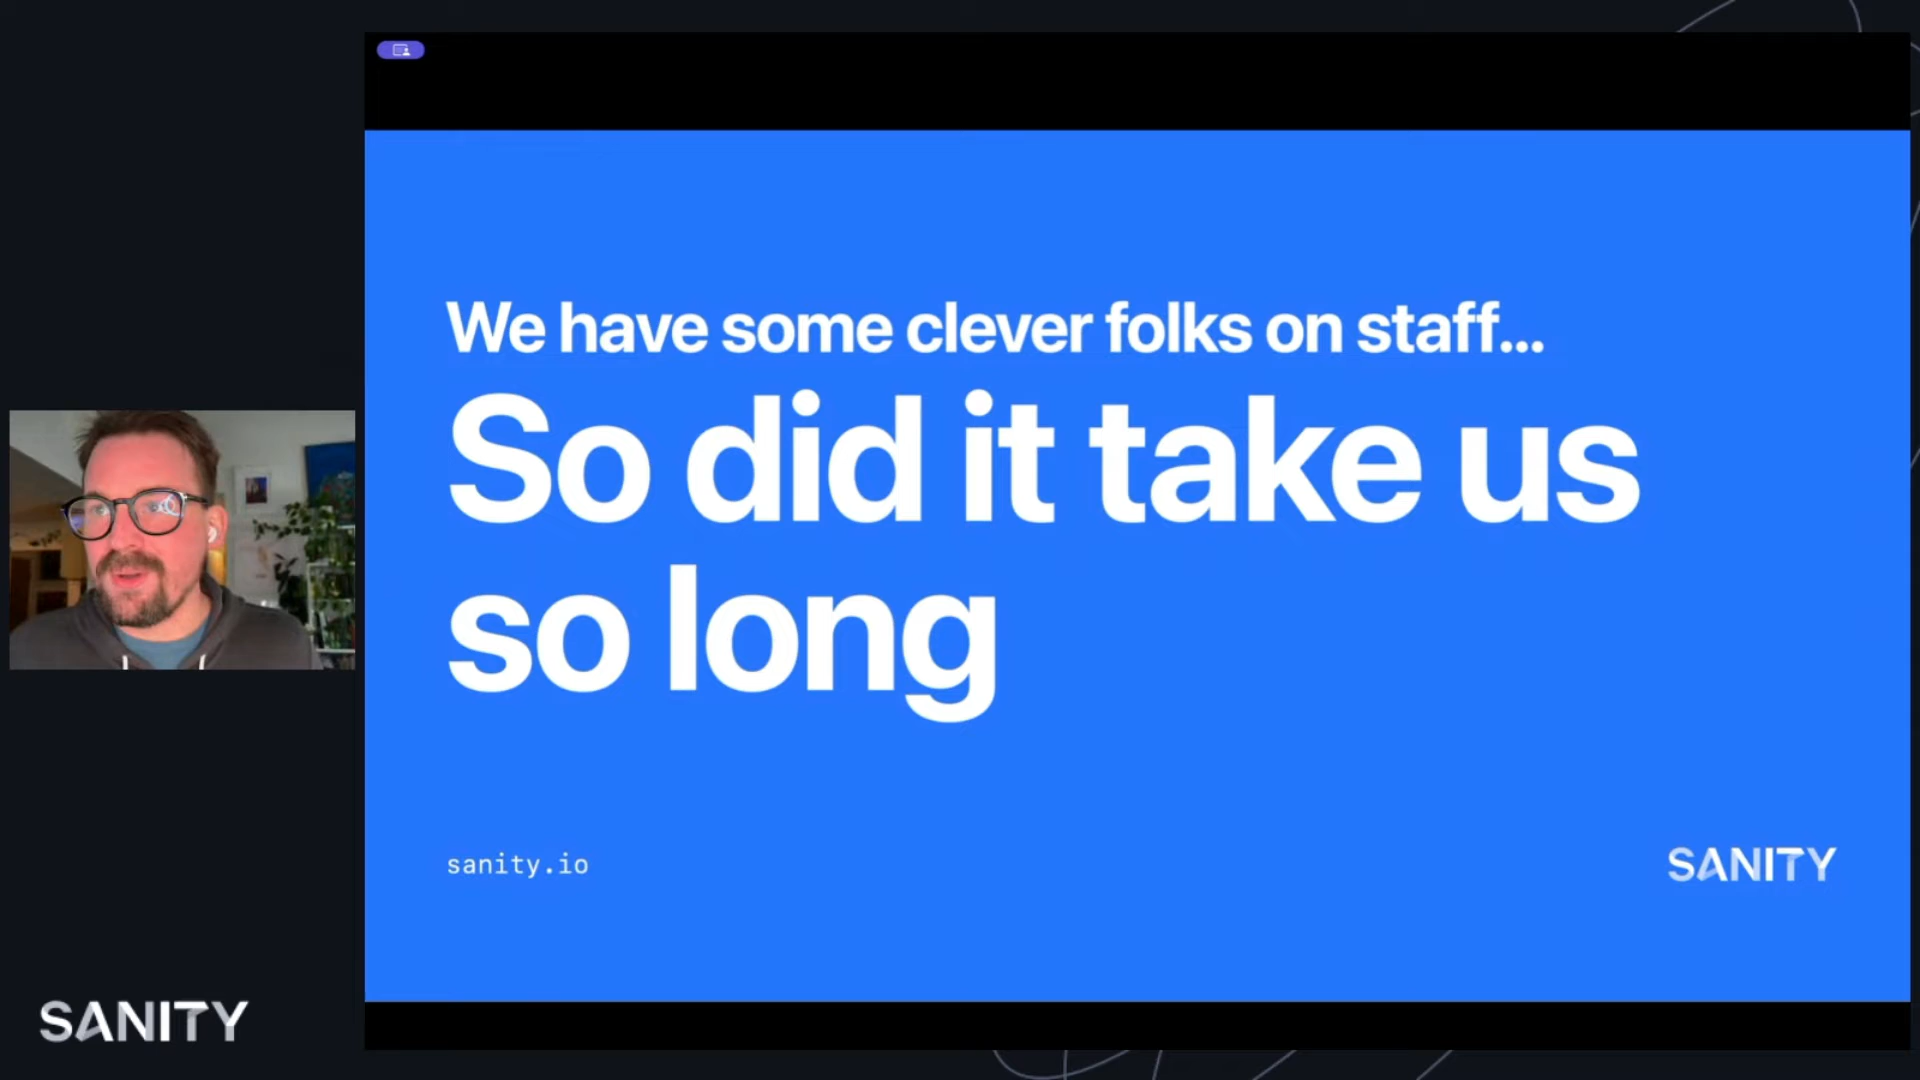 We have some clever folks on staff...
So did it take us
so long
sanity.io
SANITY
SANITY